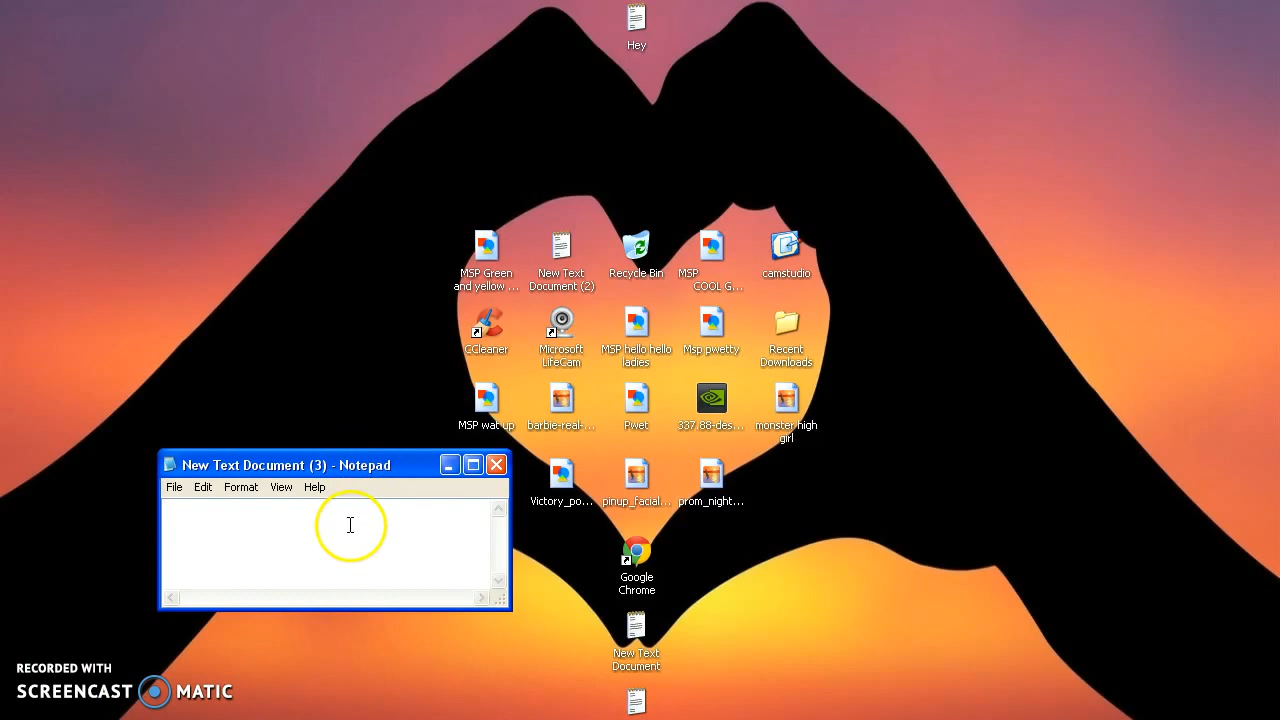 Hey
MSP Green
and yellow ...
New Text
Document (2)
Recycle Bin
MSP
COOL G...
camstudio
CCleaner
Microsoft
LifeCam
MSP hello hello
ladies
Msp pwetty
Recent
Downloads
MSP wat up
barbie-real-...
Pwet
337.88-des...
monster high
girl
New Text Document (3) - Notepad
File Edit Format View Help
Victory_po...
pinup_facial...
prom_night...
Google
Chrome
New Text
Document
RECORDED WITH
SCREENCAST MATIC